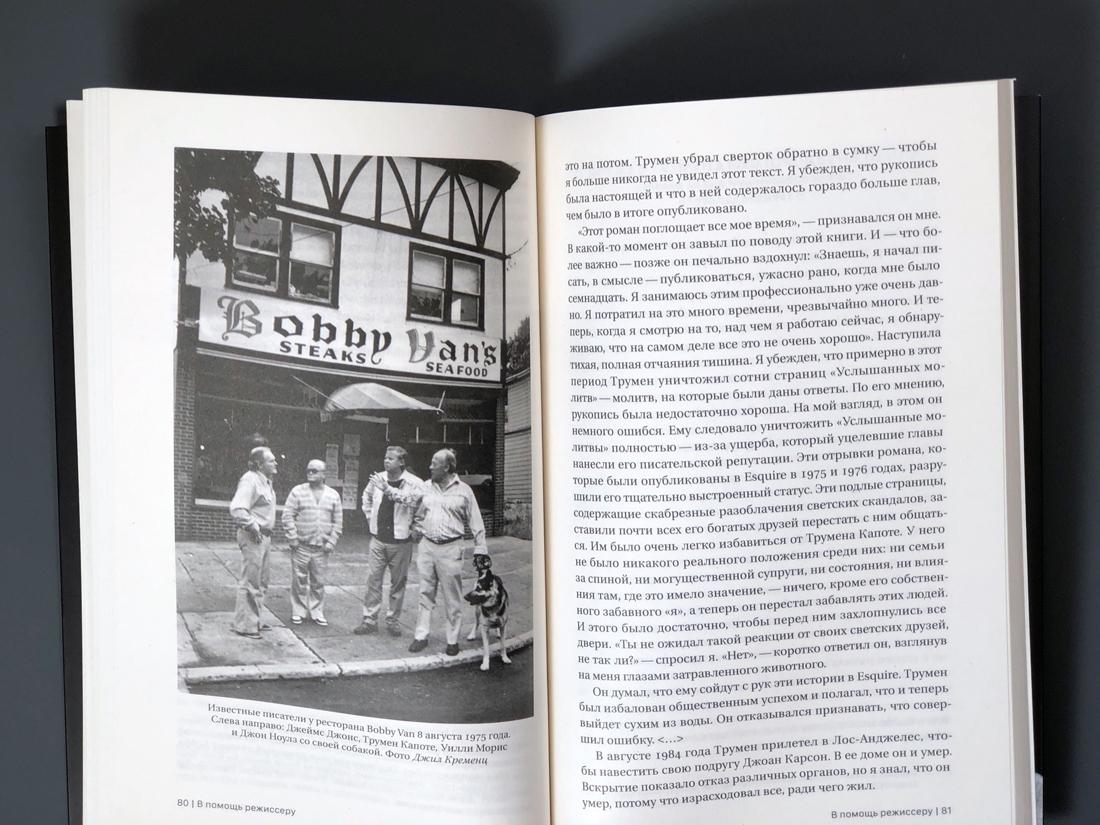 Bobby Van's
STEAKS
SEAFOOD
Известные писатели у ресторана Bobby Van 8 августа 1975 года.
Слева направо: Джеймс Джонс, Трумен Капоте, Уилли Морис
и Джон Ноулз со своей собакой. Фото Джил Кременц
80 | В помощь режиссеру
это на потом. Трумен убрал сверток обратно в сумку — чтобы
я больше никогда не увидел этот текст. Я убежден, что рукопись
была настоящей и что в ней содержалось гораздо больше глав,
чем было в итоге опубликовано.
«Этот роман поглощает все мое время», — признавался он мне.
В какой-то момент он завыл по поводу этой книги. И — что бо-
лее важно — позже он печально вздохнул: «Знаешь, я начал пи-
сать, в смысле — публиковаться, ужасно рано, когда мне было
семнадцать. Я занимаюсь этим профессионально уже очень дав-
но. Я потратил на это много времени, чрезвычайно много. И те-
перь, когда я смотрю на то, над чем я работаю сейчас, я обнару-
живаю, что на самом деле все это не очень хорошо». Наступила
тихая, полная отчаяния тишина. Я убежден, что примерно в этот
период Трумен уничтожил сотни страниц «Услышанных мо-
литв» — молитв, на которые были даны ответы. По его мнению,
рукопись была недостаточно хороша. На мой взгляд, в этом он
немного ошибся. Ему следовало уничтожить «Услышанные мо-
литвы» полностью — из-за ущерба, который уцелевшие главы
нанесли его писательской репутации. Эти отрывки романа, ко-
торые были опубликованы в Esquire в 1975 и 1976 годах, разру-
шили его тщательно выстроенный статус. Эти подлые страницы,
содержащие скабрезные разоблачения светских скандалов, за-
ставили почти всех его богатых друзей перестать с ним общать-
ся. Им было очень легко избавиться от Трумена Капоте. У него
не было никакого реального положения среди них: ни семьи
за спиной, ни могущественной супруги, ни состояния, ни влия-
ния там, где это имело значение, — ничего, кроме его собствен-
ного забавного «я», а теперь он перестал забавлять этих людей.
И этого было достаточно, чтобы перед ним захлопнулись все
двери. «Ты не ожидал такой реакции от своих светских друзей,
не так ли?» — спросил я. «Нет», — коротко ответил он, взглянув
на меня глазами затравленного животного.
Он думал, что ему сойдут с рук эти истории в Esquire. Трумен
был избалован общественным успехом и полагал, что и теперь
выйдет сухим из воды. Он отказывался признавать, что совер-
шил ошибку. <...>
В августе 1984 года Трумен прилетел в Лос-Анджелес, что-
бы навестить свою подругу Джоан Карсон. В ее доме он и умер.
Вскрытие показало отказ различных органов, но я знал, что он
умер, потому что израсходовал все, ради чего жил.
В помощь режиссеру | 81